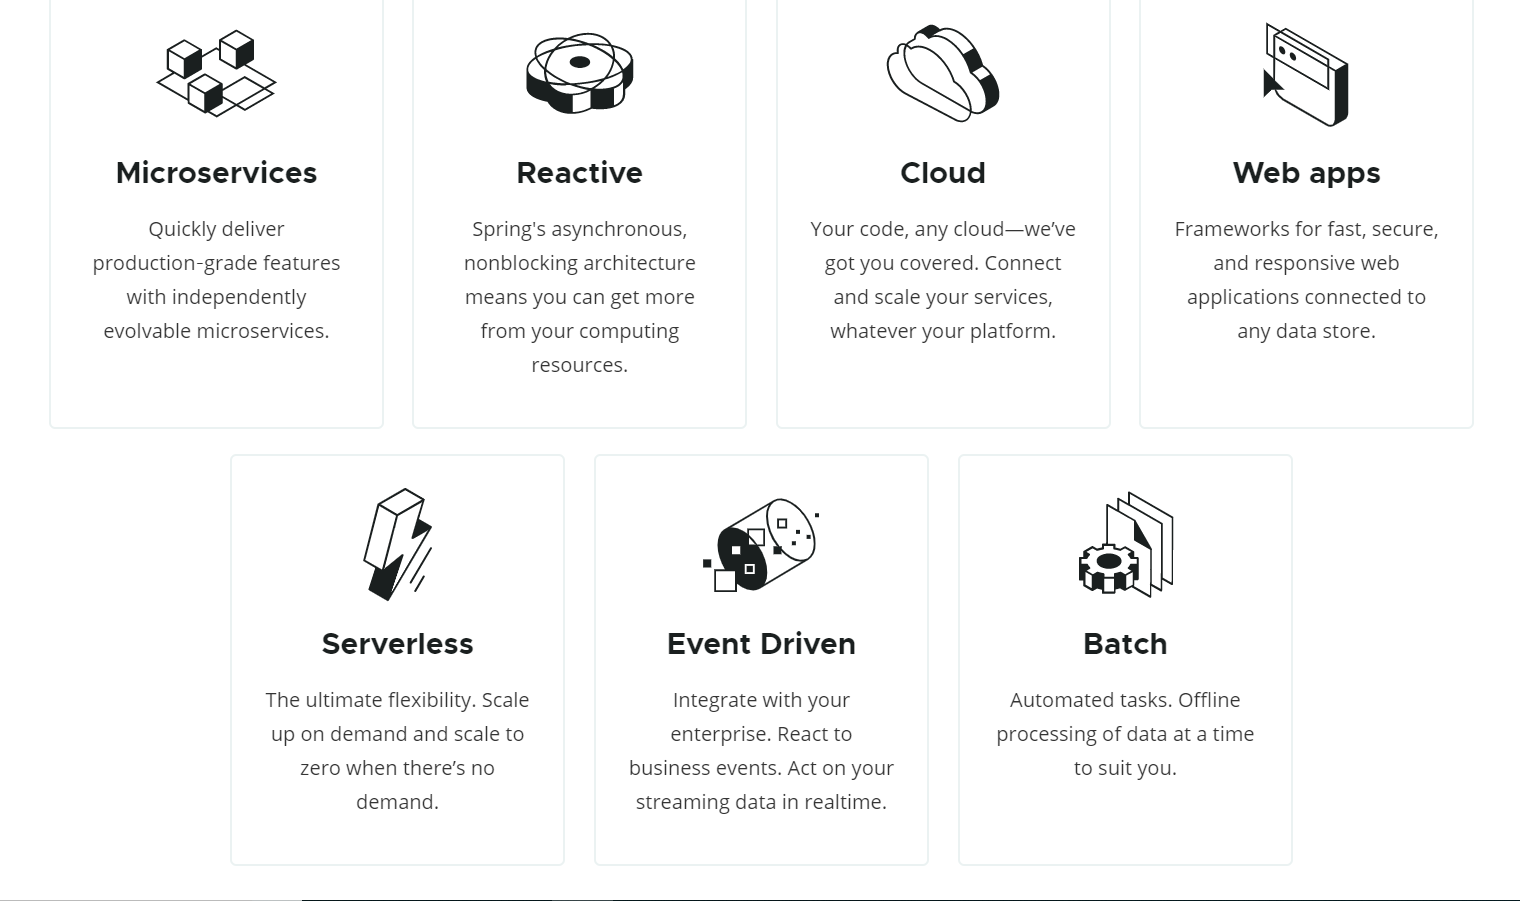 Microservices
Quickly deliver
production-grade features
with independently
evolvable microservices.
Reactive
Spring's asynchronous,
nonblocking architecture
means you can get more
from your computing
resources.
Cloud
Your code, any cloud—we’ve
got you covered. Connect
and scale your services,
whatever your platform.
Web apps
Frameworks for fast, secure,
and responsive web
applications connected to
any data store.
Serverless
The ultimate flexibility. Scale
up on demand and scale to
zero when there’s no
demand.
Event Driven
Integrate with your
enterprise. React to
business events. Act on your
streaming data in realtime.
Batch
Automated tasks. Offline
processing of data at a time
to suit you.